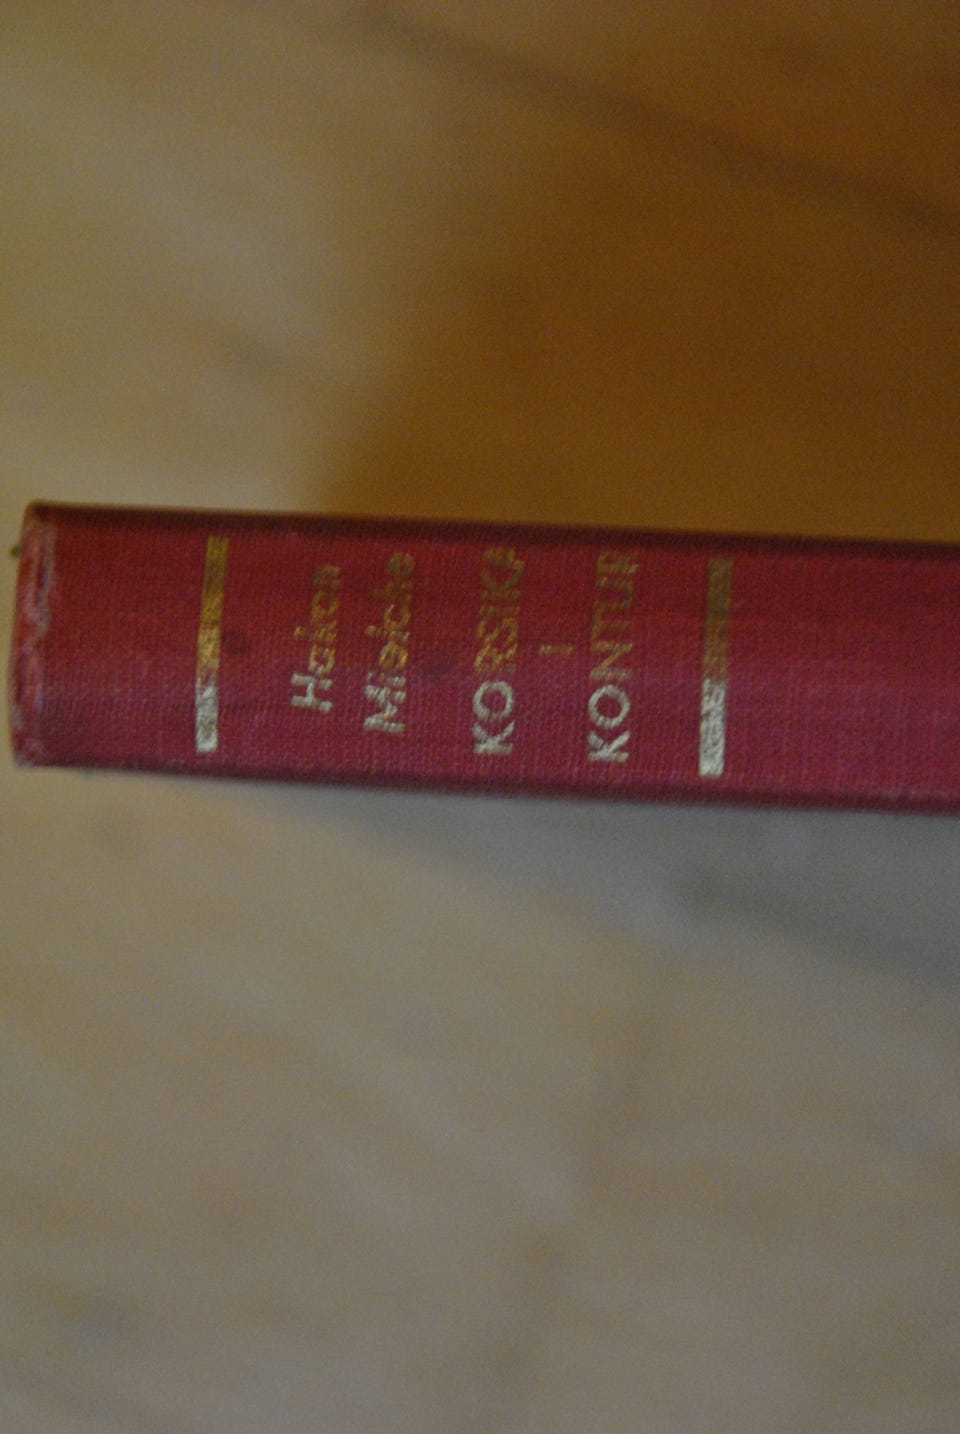 Hakon
Mielche
KORSIKA
I
KONTUR